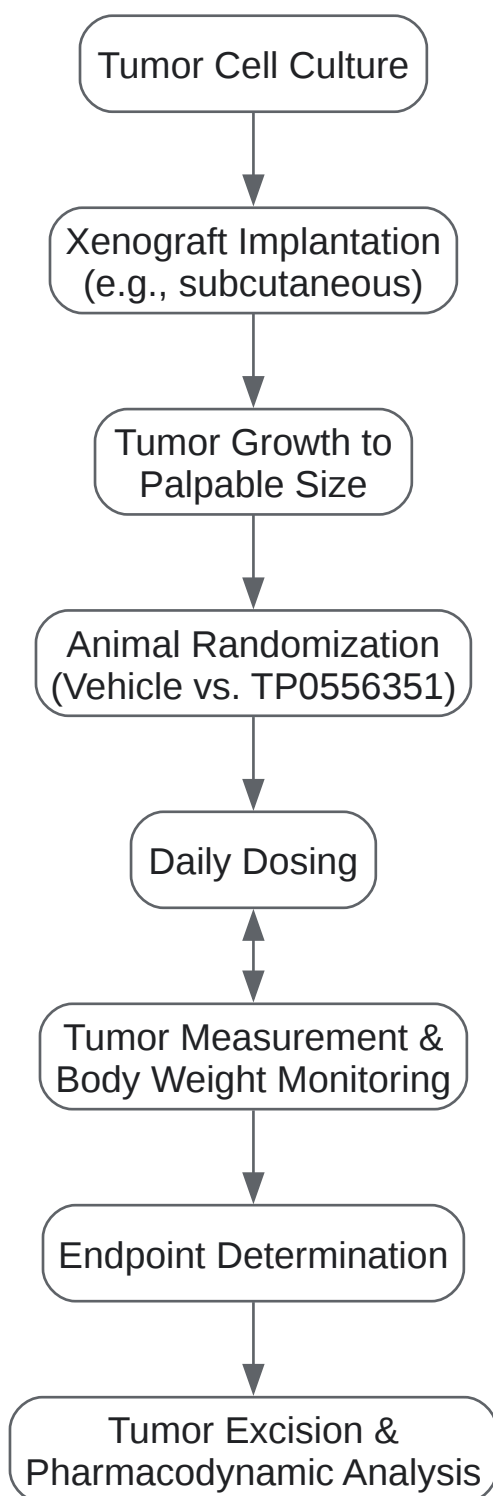 Tumor Cell Culture
Xenograft Implantation
(e.g., subcutaneous)
Tumor Growth to
Palpable Size
Animal Randomization
(Vehicle vs. TP0556351)
Daily Dosing
Tumor Measurement &
Body Weight Monitoring
Endpoint Determination
Tumor Excision &
Pharmacodynamic Analysis